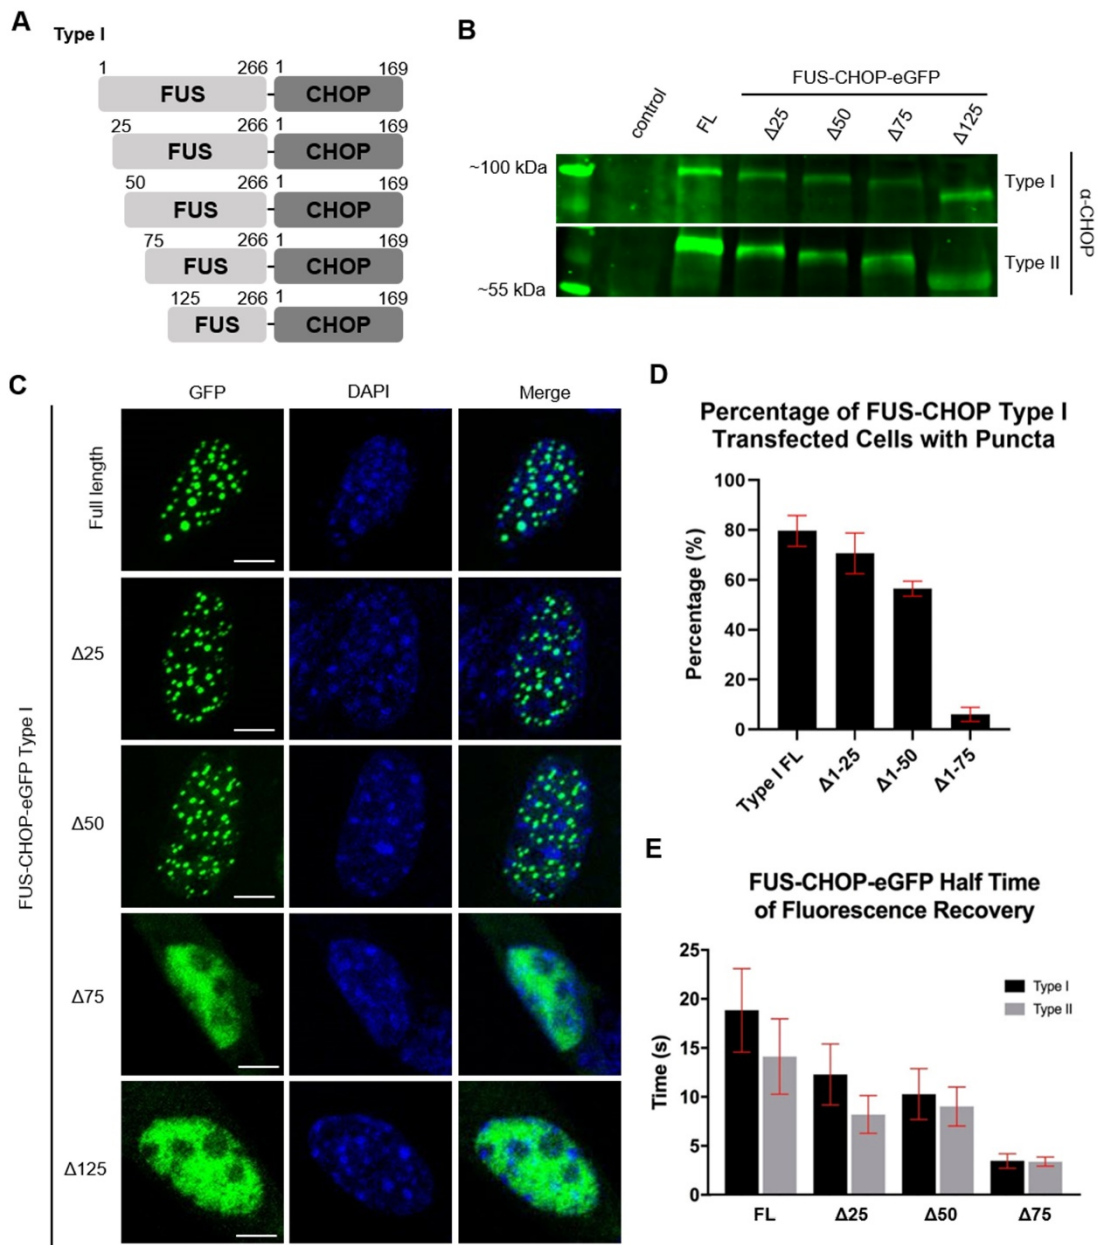 A
Type I
1 266 1 169
FUS CHOP
25 266 1 169
FUS CHOP
50 266 1 169
FUS CHOP
75 266 1 169
FUS CHOP
125 266 1 169
FUS CHOP
B
FUS-CHOP-eGFP
control FL Δ25 Δ50 Δ75 Δ125
~100 kDa
Type I
Type II
~55 kDa
α-CHOP
C
GFP DAPI Merge
FUS-CHOP-eGFP Type I
Full length
Δ25
Δ50
Δ75
Δ125
D
Percentage of FUS-CHOP Type I
Transfected Cells with Puncta
Percentage (%)
100
80
60
40
20
0
Type I FL Δ1-25 Δ1-50 Δ1-75
E
FUS-CHOP-eGFP Half Time
of Fluorescence Recovery
Time (s)
25
20
15
10
5
0
Type I
Type II
FL Δ25 Δ50 Δ75